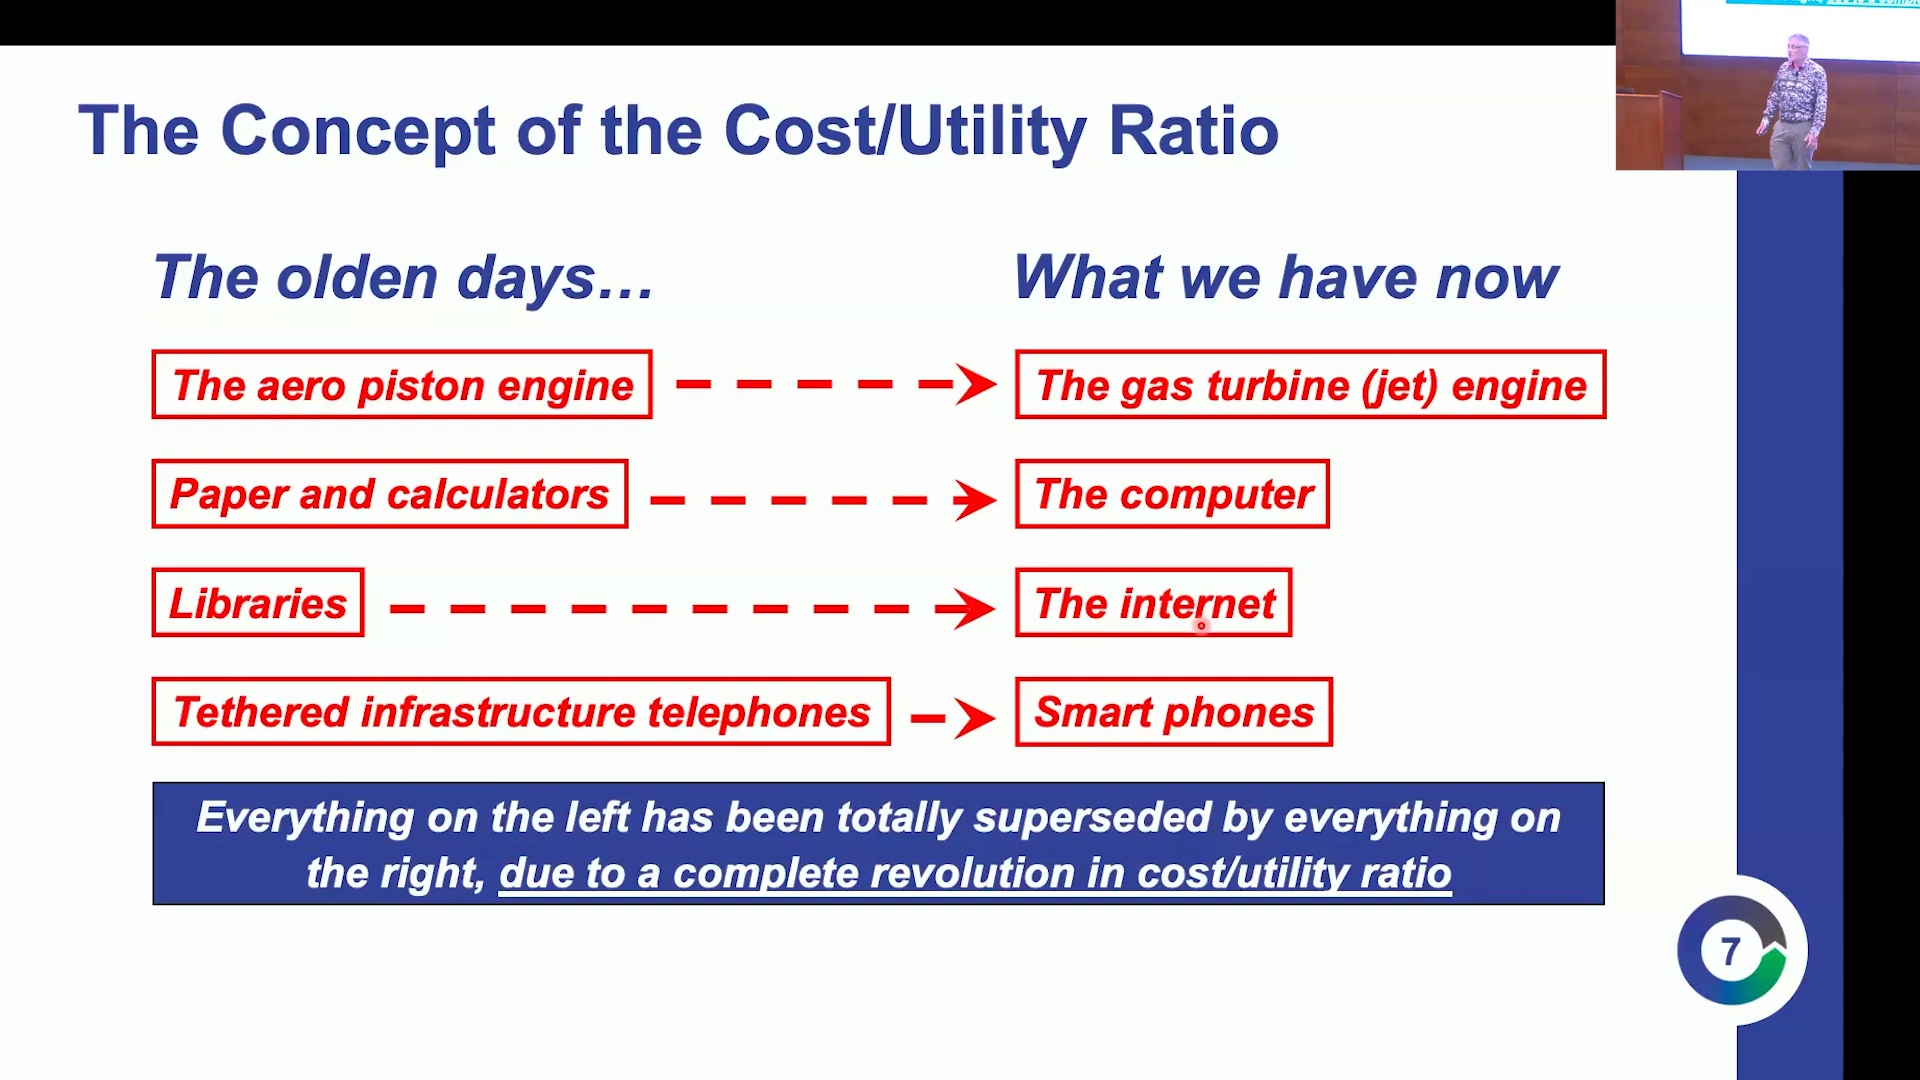 The Concept of the Cost/Utility Ratio
The olden days…
What we have now
The aero piston engine
The gas turbine (jet) engine
Paper and calculators
The computer
Libraries
The internet
Tethered infrastructure telephones
Smart phones
Everything on the left has been totally superseded by everything on
the right, due to a complete revolution in cost/utility ratio
7